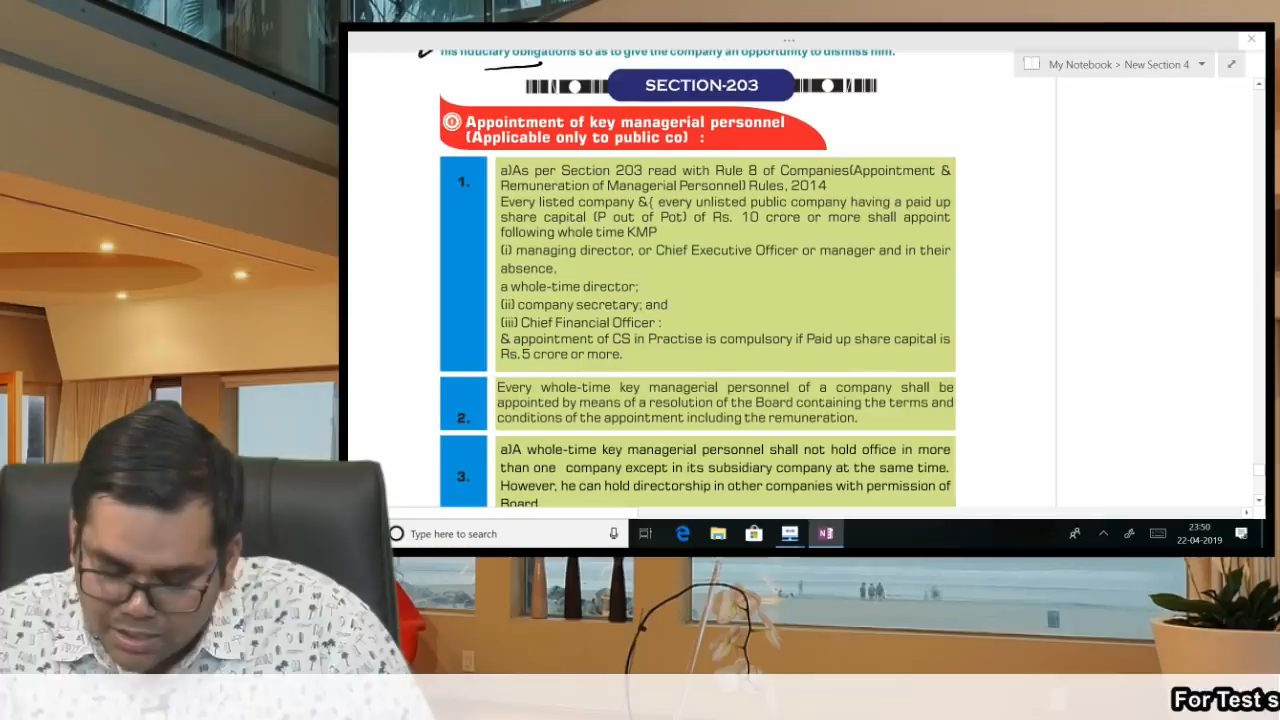 his fiduciary obligations so as to give the company an opportunity to dismiss him.
My Notebook > New Section 4
SECTION-203
Appointment of key managerial personnel
(Applicable only to public co) :
1.
a)As per Section 203 read with Rule 8 of Companies(Appointment &
Remuneration of Managerial Personnel) Rules, 2014
Every listed company &{ every unlisted public company having a paid up
share capital (P out of Pot) of Rs. 10 crore or more shall appoint
following whole time KMP
(i) managing director, or Chief Executive Officer or manager and in their
absence,
a whole-time director;
(ii) company secretary; and
(iii) Chief Financial Officer :
& appointment of CS in Practise is compulsory if Paid up share capital is
Rs. 5 crore or more.
2.
Every whole-time key managerial personnel of a company shall be
appointed by means of a resolution of the Board containing the terms and
conditions of the appointment including the remuneration.
3.
a)A whole-time key managerial personnel shall not hold office in more
than one company except in its subsidiary company at the same time.
However, he can hold directorship in other companies with permission of
Board
Type here to search
23:50
22-04-2019
For Test s